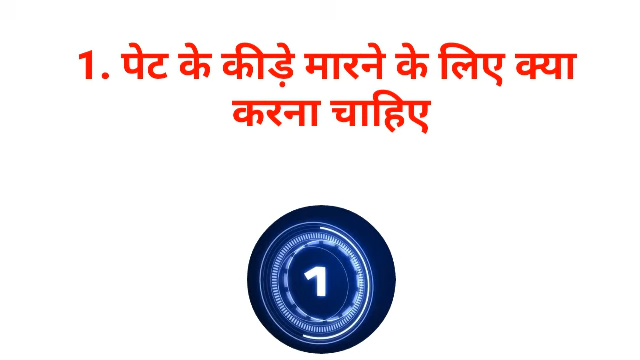 1. पेट के कीड़े मारने के लिए क्या
करना चाहिए
1